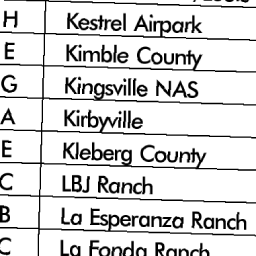 H Kestrel Airpark
E Kimble County
G Kingsville NAS
A Kirbyville
E Kleberg County
C LBJ Ranch
B La Esperanza Ranch
C La Fonda Ranch